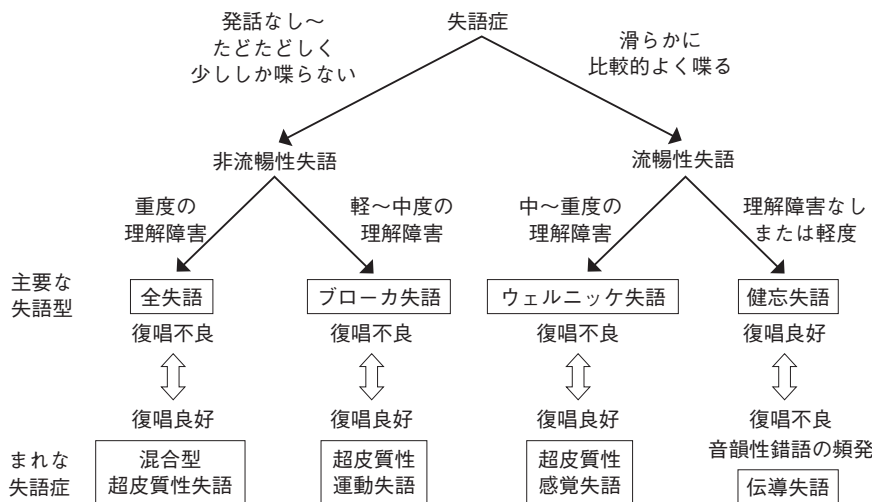 失語症
発話なし～
たどたどしく
少ししか喋らない
滑らかに
比較的よく喋る
非流暢性失語
流暢性失語
重度の
理解障害
軽～中度の
理解障害
中～重度の
理解障害
理解障害なし
または軽度
主要な
失語型
全失語
ブローカ失語
ウェルニッケ失語
健忘失語
復唱不良
復唱不良
復唱不良
復唱良好
復唱良好
復唱良好
復唱良好
復唱不良
音韻性錯語の頻発
まれな
失語症
混合型
超皮質性失語
超皮質性
運動失語
超皮質性
感覚失語
伝導失語